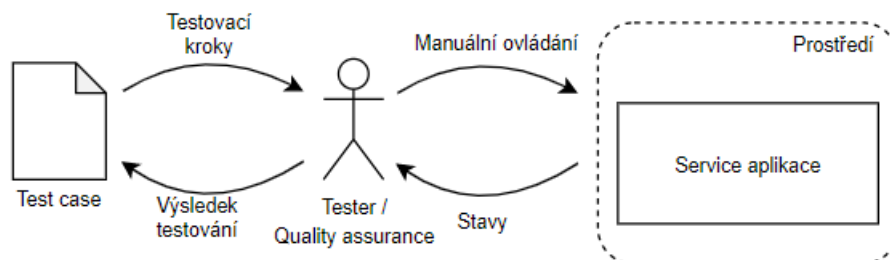 Testovací
kroky
Manuální ovládání
Prostředí
Service aplikace
Test case
Výsledek
testování
Tester /
Quality assurance
Stavy